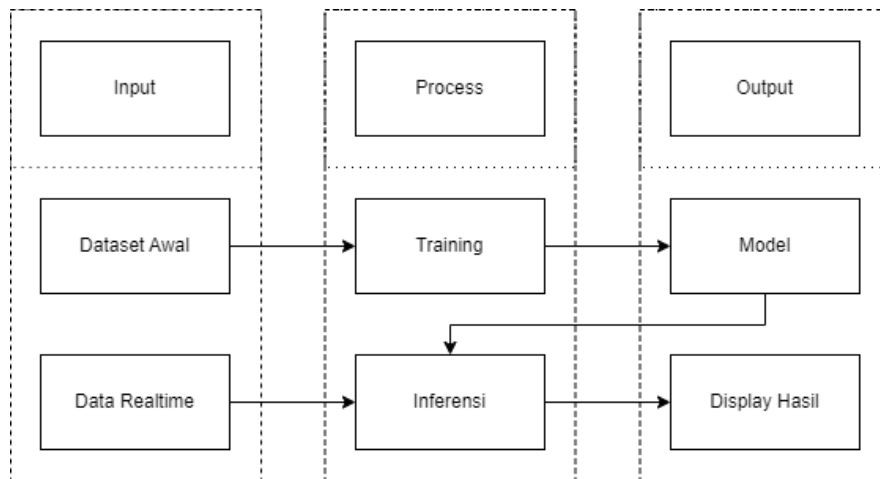 Input
Process
Output
Dataset Awal
Training
Model
Data Realtime
Inferensi
Display Hasil